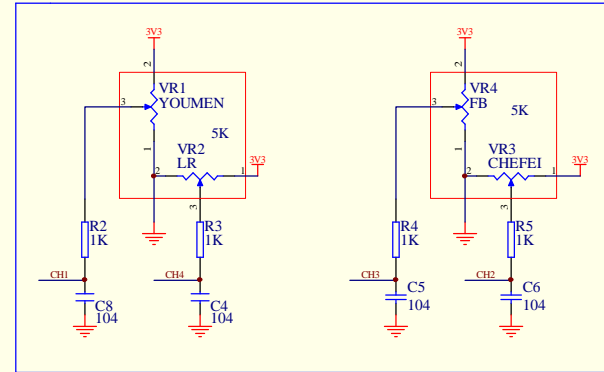 3V3
3V3
2
2
VR1
YOUMEN
VR4
FB
3
3
5K
5K
1
1
VR2
LR
VR3
CHEFEI
2
1
3V3
2
1
3V3
3
3
R2
1K
R3
1K
R4
1K
R5
1K
CH1
CH4
CH3
CH2
C8
104
C4
104
C5
104
C6
104